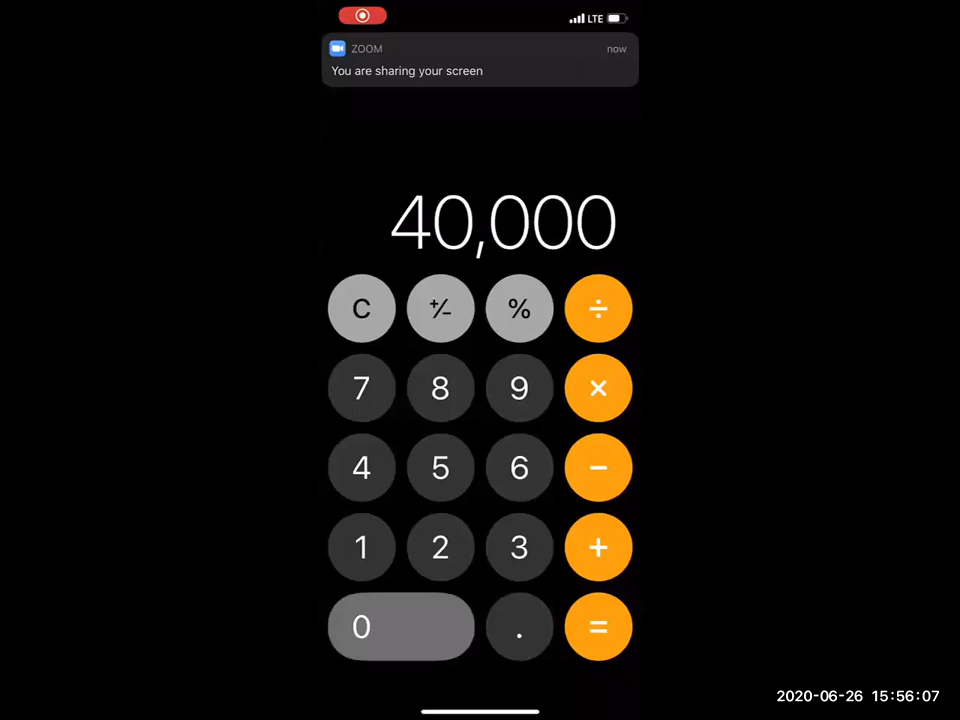 LTE
ZOOM now
You are sharing your screen
40,000
C +/- % ÷
7 8 9 ×
4 5 6 −
1 2 3 +
0 . =
2020-06-26 15:56:07